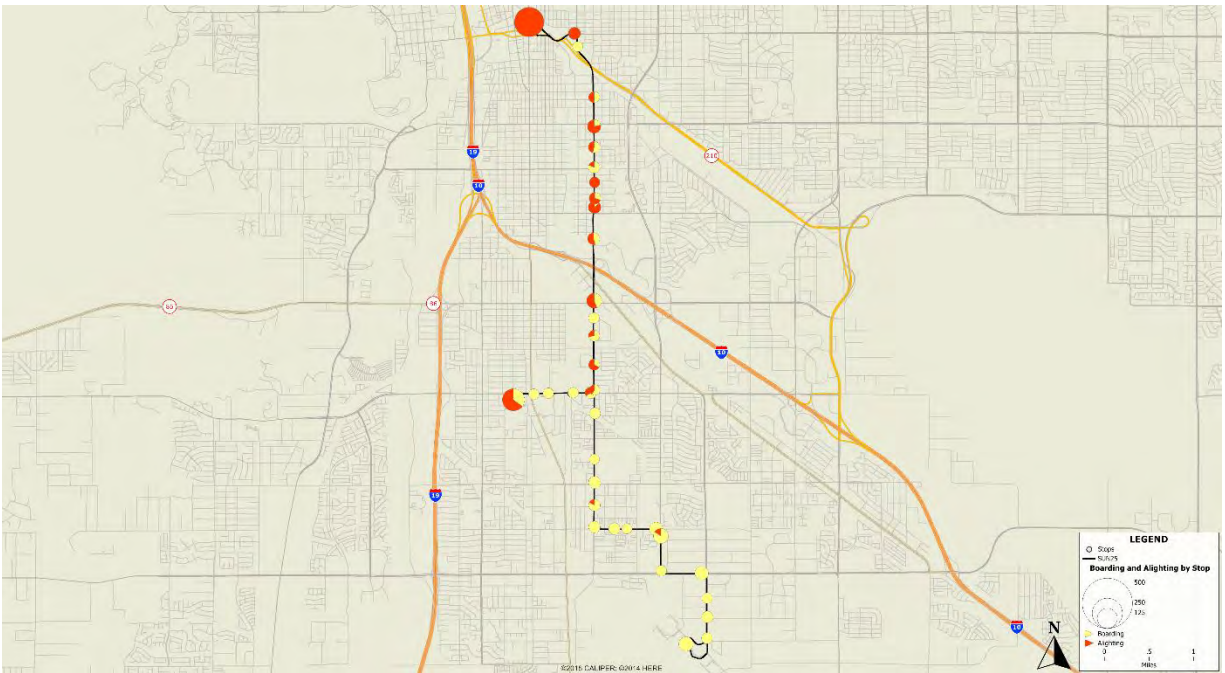 19
210
10
86
86
10
19
10
LEGEND
Stops
SUN25
Boarding and Alighting by Stop
500
250
125
Boarding
Alighting
N
0 .5 1
Miles
©2015 CALIPER; ©2014 HERE